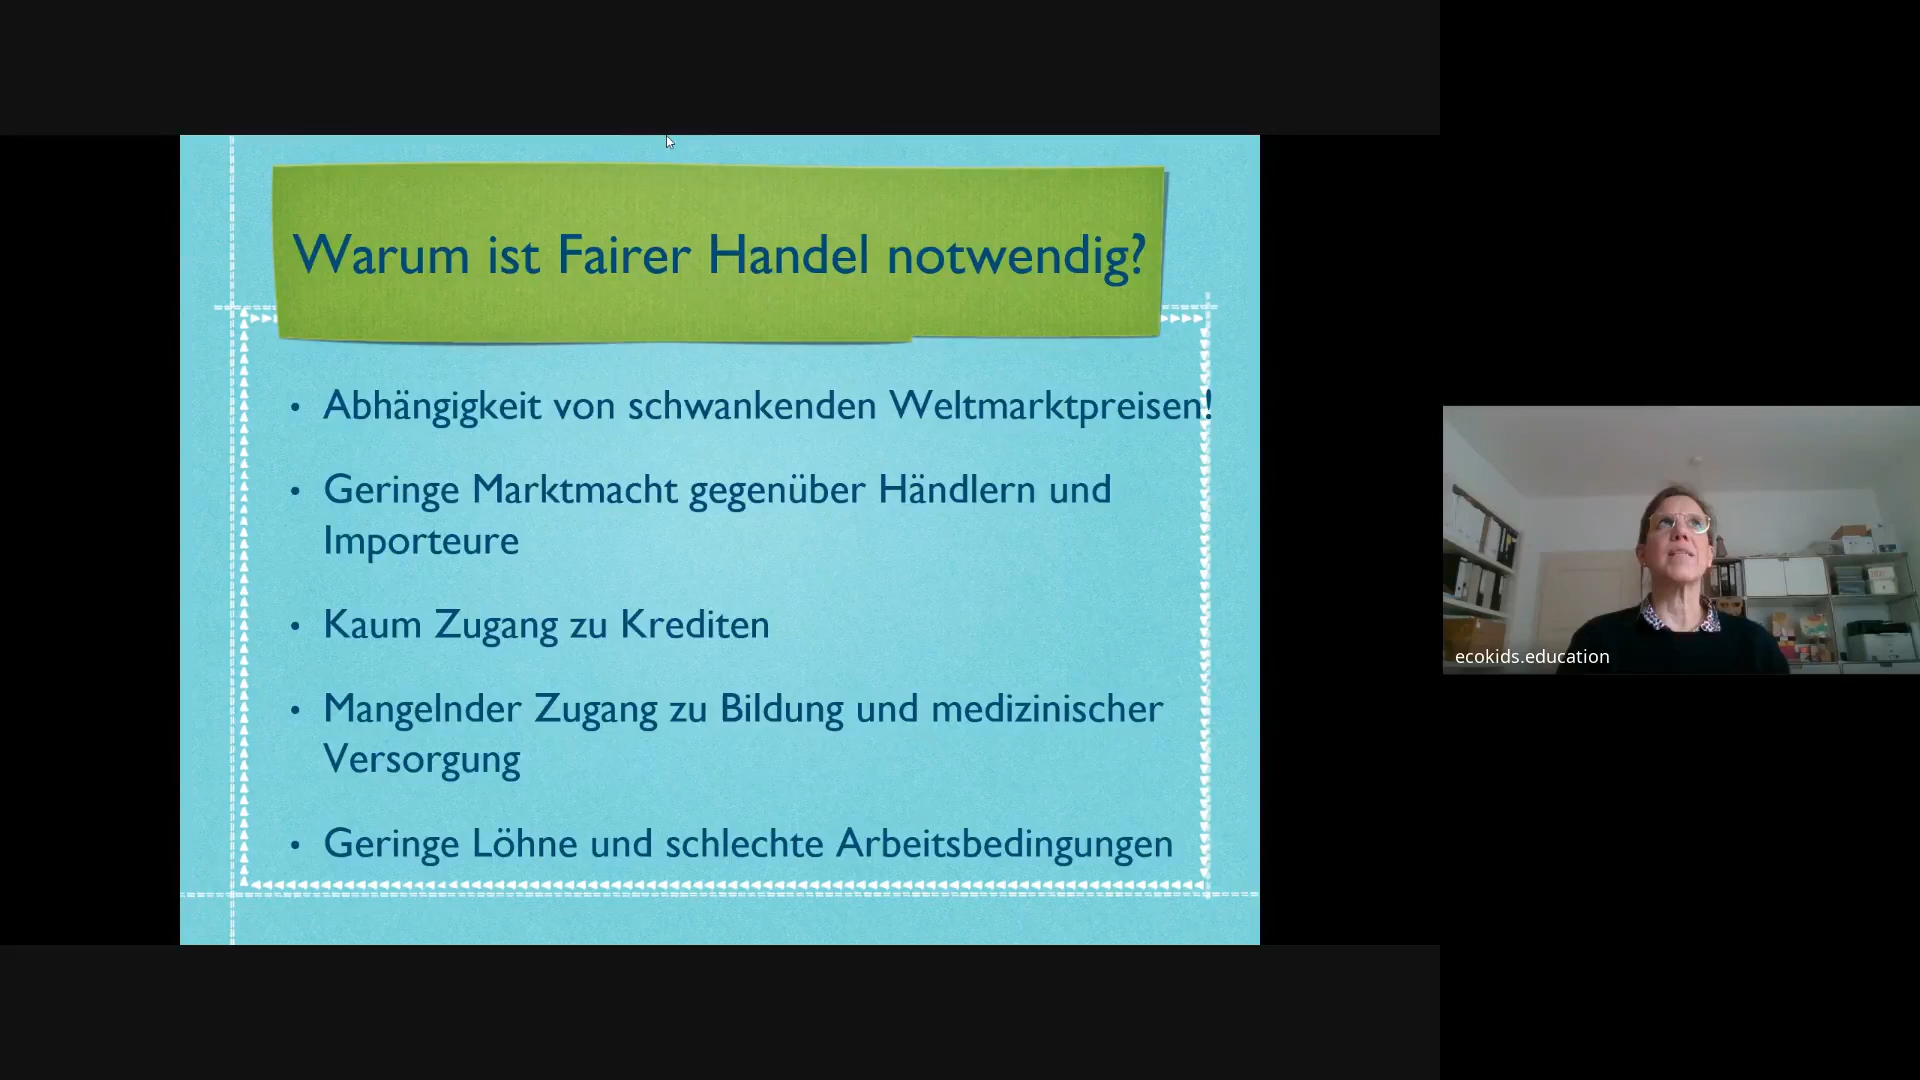 Warum ist Fairer Handel notwendig?
• Abhängigkeit von schwankenden Weltmarktpreisen!
• Geringe Marktmacht gegenüber Händlern und
Importeure
• Kaum Zugang zu Krediten
• Mangelnder Zugang zu Bildung und medizinischer
Versorgung
• Geringe Löhne und schlechte Arbeitsbedingungen
ecokids.education